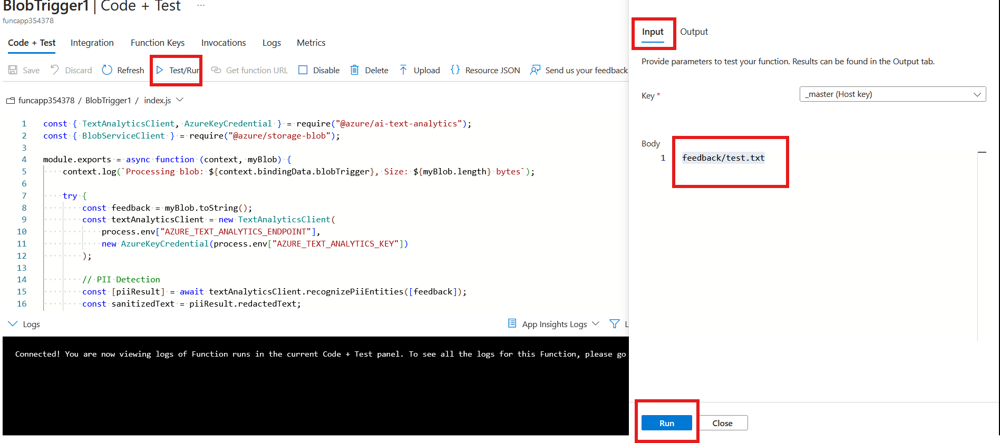 BlobTrigger1 | Code + Test ...
funcapp354378
Code + Test Integration Function Keys Invocations Logs Metrics
Save Discard Refresh Test/Run Get function URL Disable Delete Upload Resource JSON Send us your feedback
funcapp354378 / BlobTrigger1 / index.js
1 const { TextAnalyticsClient, AzureKeyCredential } = require("@azure/ai-text-analytics");
2 const { BlobServiceClient } = require("@azure/storage-blob");
3
4 module.exports = async function (context, myBlob) {
5 context.log(`Processing blob: ${context.bindingData.blobTrigger}, Size: ${myBlob.length} bytes`);
6
7 try {
8 const feedback = myBlob.toString();
9 const textAnalyticsClient = new TextAnalyticsClient(
10 process.env["AZURE_TEXT_ANALYTICS_ENDPOINT"],
11 new AzureKeyCredential(process.env["AZURE_TEXT_ANALYTICS_KEY"])
12 );
13
14 // PII Detection
15 const [piiResult] = await textAnalyticsClient.recognizePiiEntities([feedback]);
16 const sanitizedText = piiResult.redactedText;
Logs App Insights Logs L
Connected! You are now viewing logs of Function runs in the current Code + Test panel. To see all the logs for this Function, please go
Input Output
Provide parameters to test your function. Results can be found in the Output tab.
Key * _master (Host key)
Body
1 feedback/test.txt
Run Close